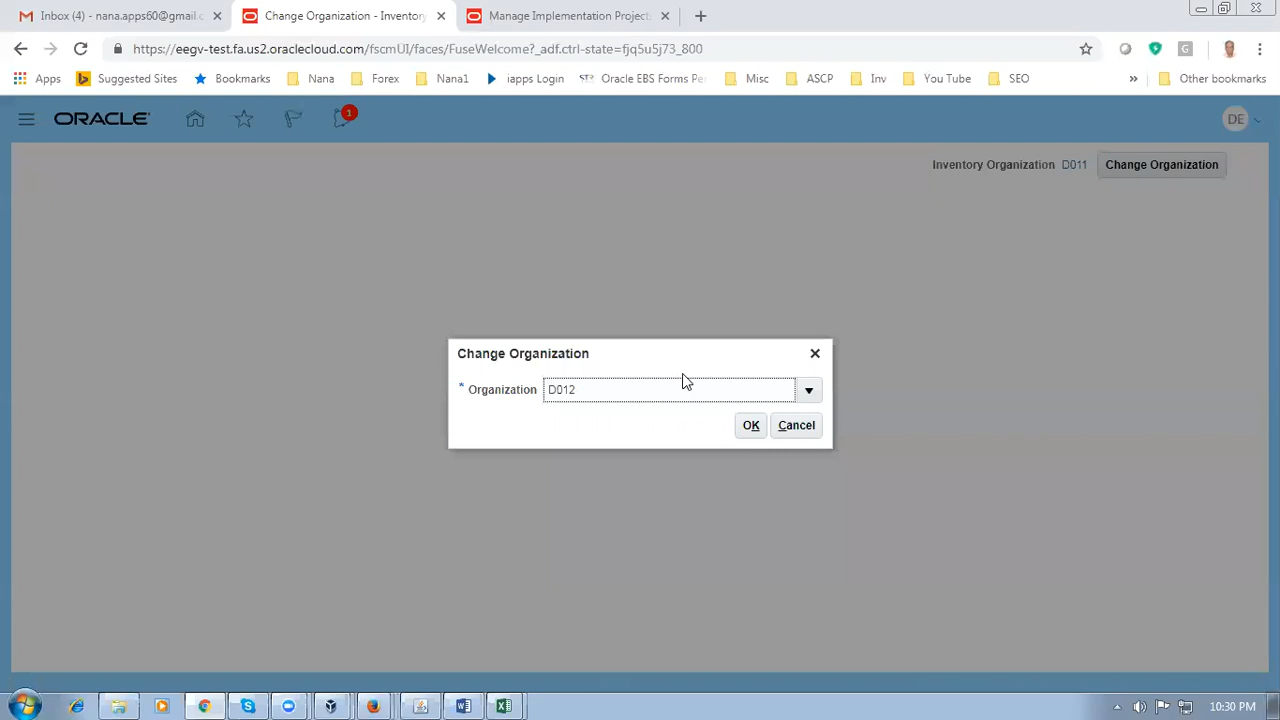 Inbox (4) - nana.apps60@gmail.c
Change Organization - Inventory
Manage Implementation Project
https://eegv-test.fa.us2.oraclecloud.com/fscmUI/faces/FuseWelcome?_adf.ctrl-state=fjq5u5j73_800
Apps Suggested Sites Bookmarks Nana Forex Nana1 iapps Login Oracle EBS Forms Per Misc ASCP Inv You Tube SEO » Other bookmarks
ORACLE 1 DE
Inventory Organization D011 Change Organization
Change Organization
* Organization D012
OK Cancel
10:30 PM